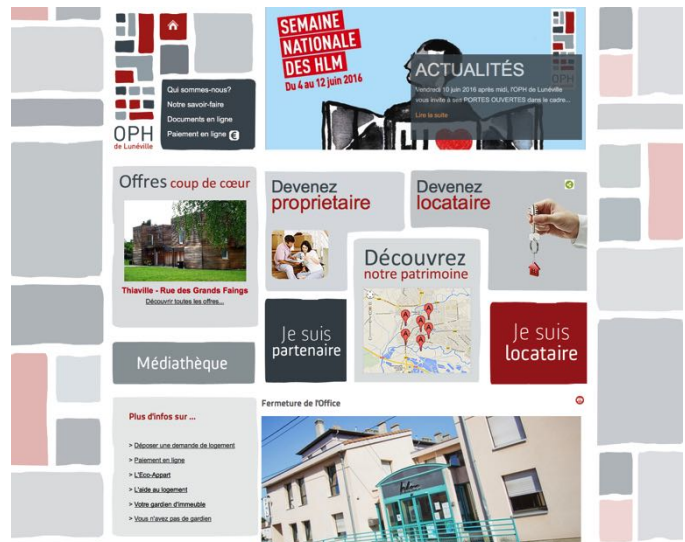 SEMAINE
NATIONALE
DES HLM
Du 4 au 12 juin 2016
ACTUALITÉS
Vendredi 10 juin 2016 après midi, l'OPH de Lunéville
vous invite à ses PORTES OUVERTES dans le cadre...
Lire la suite
OPH
Qui sommes-nous?
Notre savoir-faire
Documents en ligne
Paiement en ligne €
OPH
de Lunéville
Offres coup de cœur
Thiaville - Rue des Grands Faings
Découvrir toutes les offres...
Devenez
proprietaire
Devenez
locataire
Découvrez
notre patrimoine
A
A
A
A
A
A
Je suis
partenaire
Je suis
locataire
Médiathèque
Plus d'infos sur ...
> Déposer une demande de logement
> Paiement en ligne
> L'Eco-Appart
> L'aide au logement
> Votre gardien d'immeuble
> Vous n'avez pas de gardien
Fermeture de l'Office